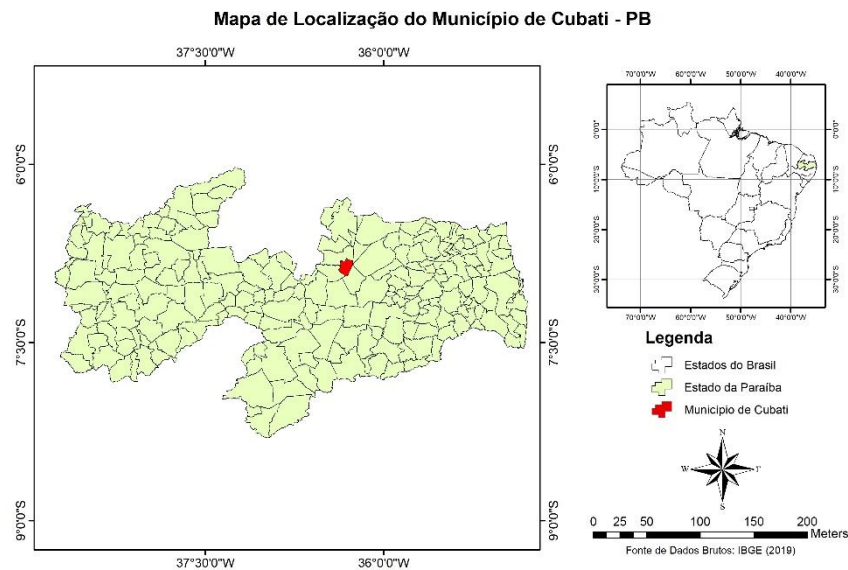 Mapa de Localização do Município de Cubati - PB
37°30'0"W 36°0'0"W
6°0'0"S 6°0'0"S
7°30'0"S 7°30'0"S
9°0'0"S 9°0'0"S
37°30'0"W 36°0'0"W
70°0'0"W 60°0'0"W 50°0'0"W 40°0'0"W
0°0'0" 0°0'0"
10°0'0"S 10°0'0"S
20°0'0"S 20°0'0"S
30°0'0"S 30°0'0"S
70°0'0"W 60°0'0"W 50°0'0"W 40°0'0"W
Legenda
Estados do Brasil
Estado da Paraíba
Município de Cubati
N
W E
S
0 25 50 100 150 200
Meters
Fonte de Dados Brutos: IBGE (2019)